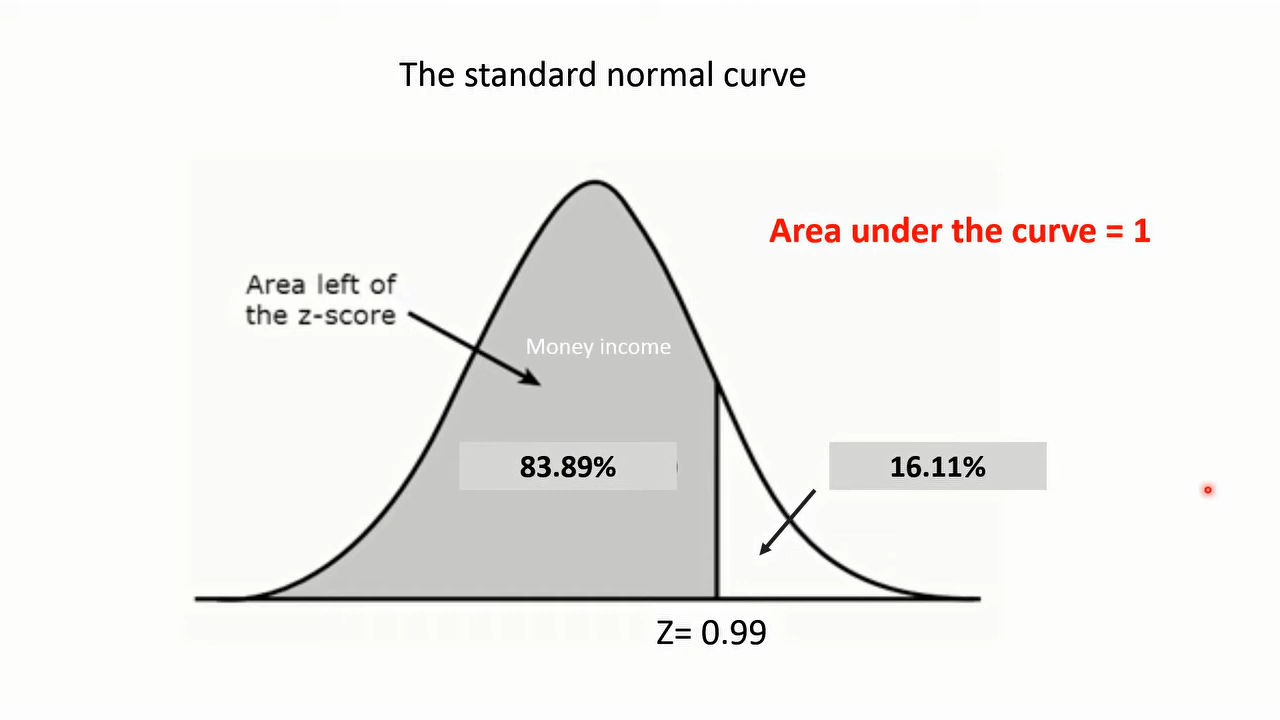 The standard normal curve
Area under the curve = 1
Area left of
the z-score
Money income
83.89%
16.11%
Z= 0.99